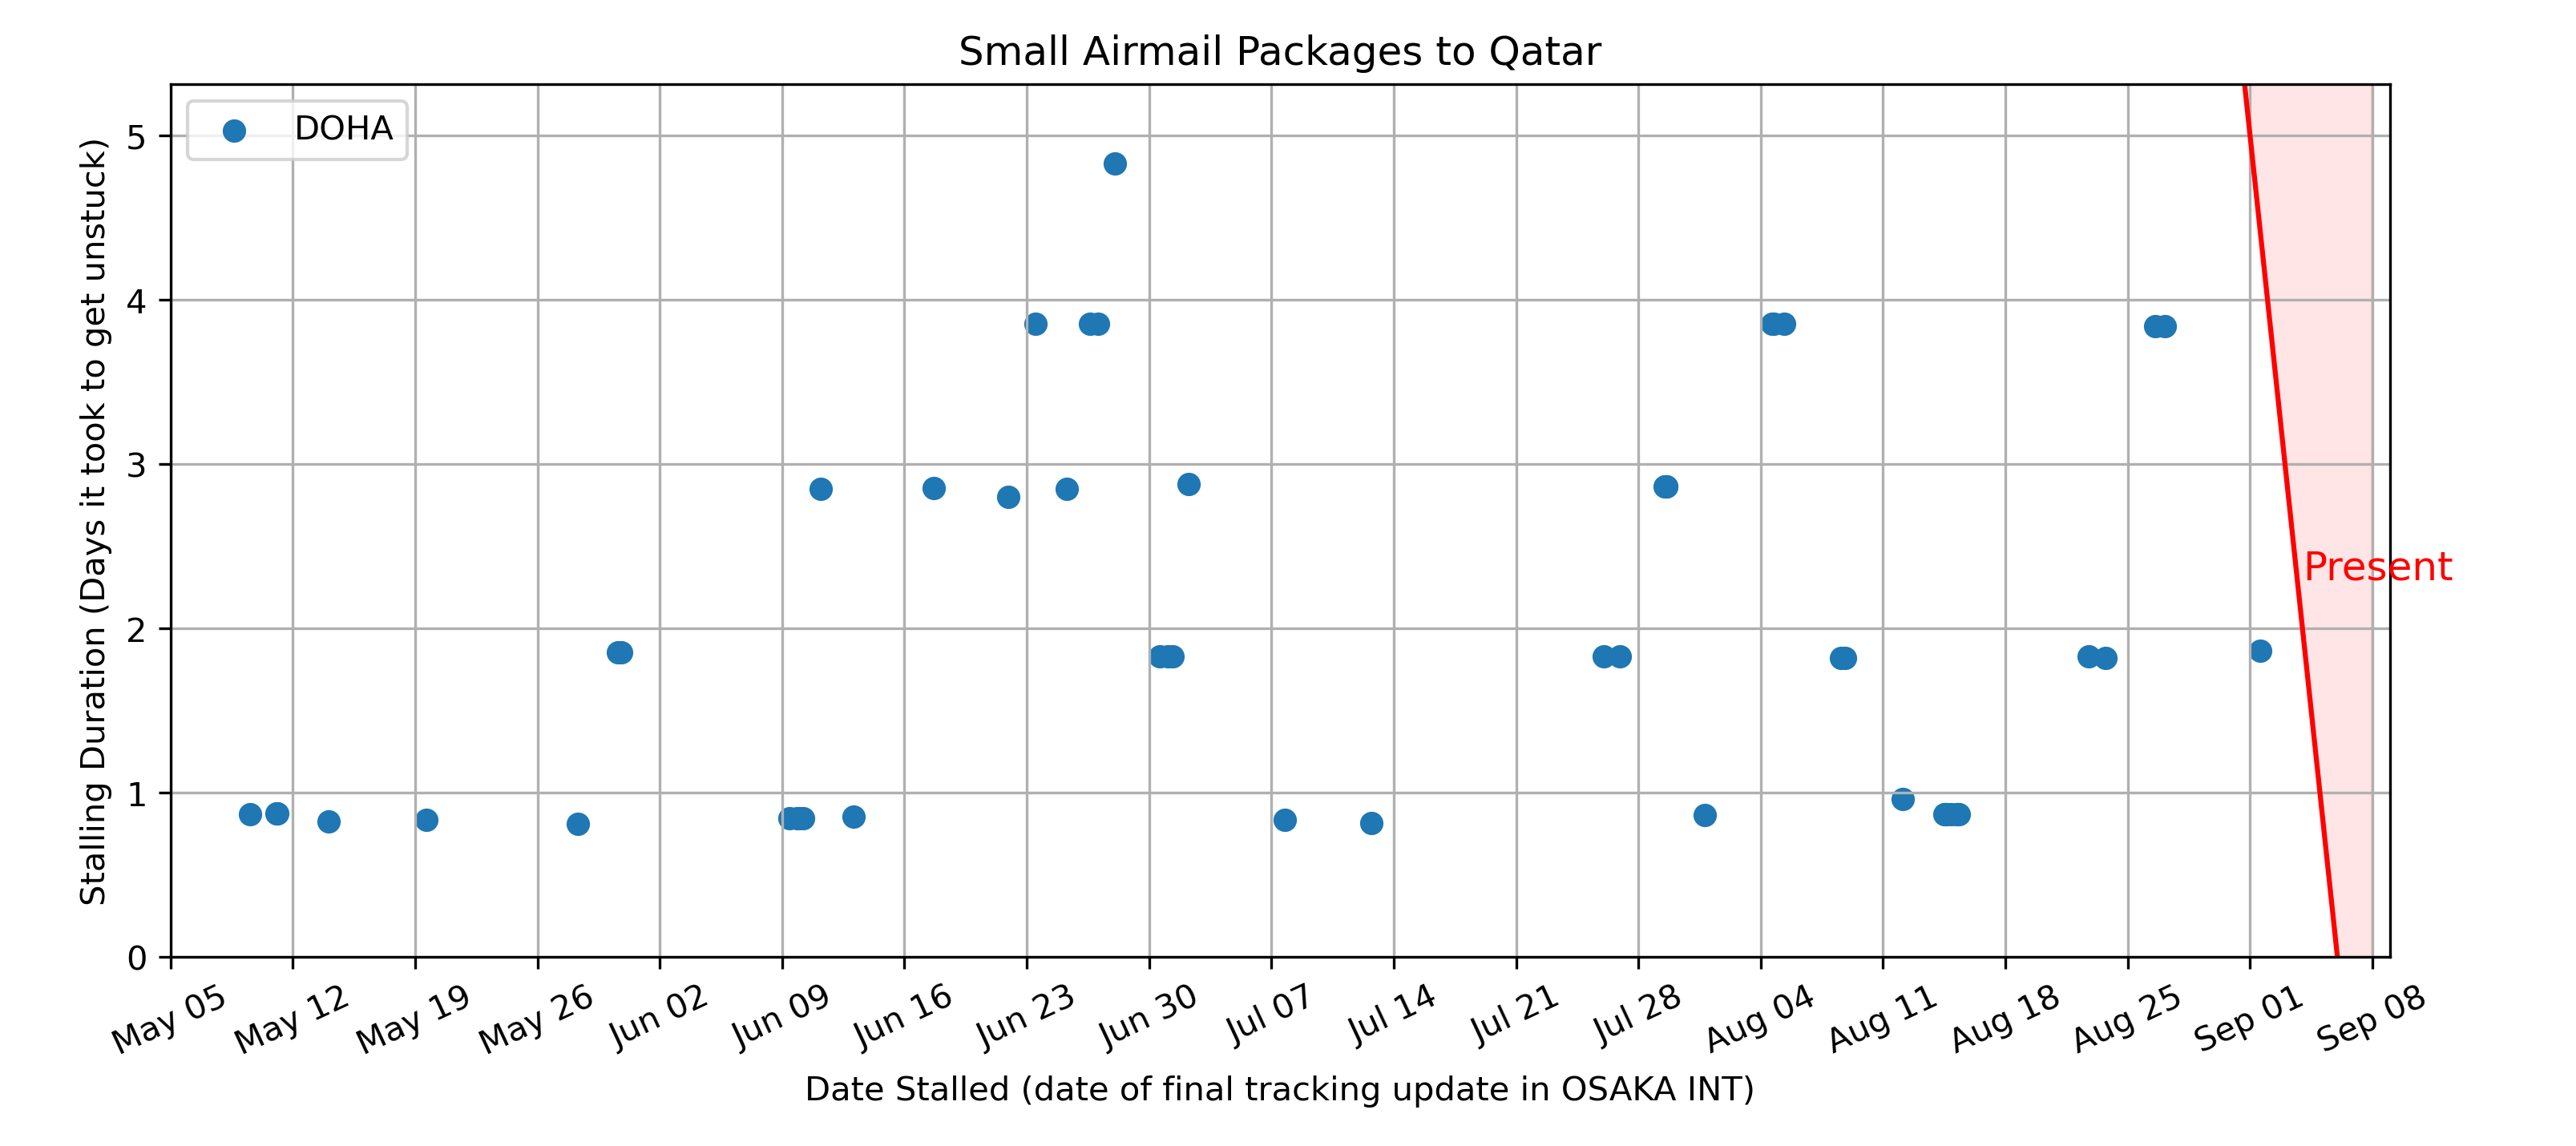 Small Airmail Packages to Qatar
DOHA
Stalling Duration (Days it took to get unstuck)
5
4
3
2
1
0
Present
May 05
May 12
May 19
May 26
Jun 02
Jun 09
Jun 16
Jun 23
Jun 30
Jul 07
Jul 14
Jul 21
Jul 28
Aug 04
Aug 11
Aug 18
Aug 25
Sep 01
Sep 08
Date Stalled (date of final tracking update in OSAKA INT)